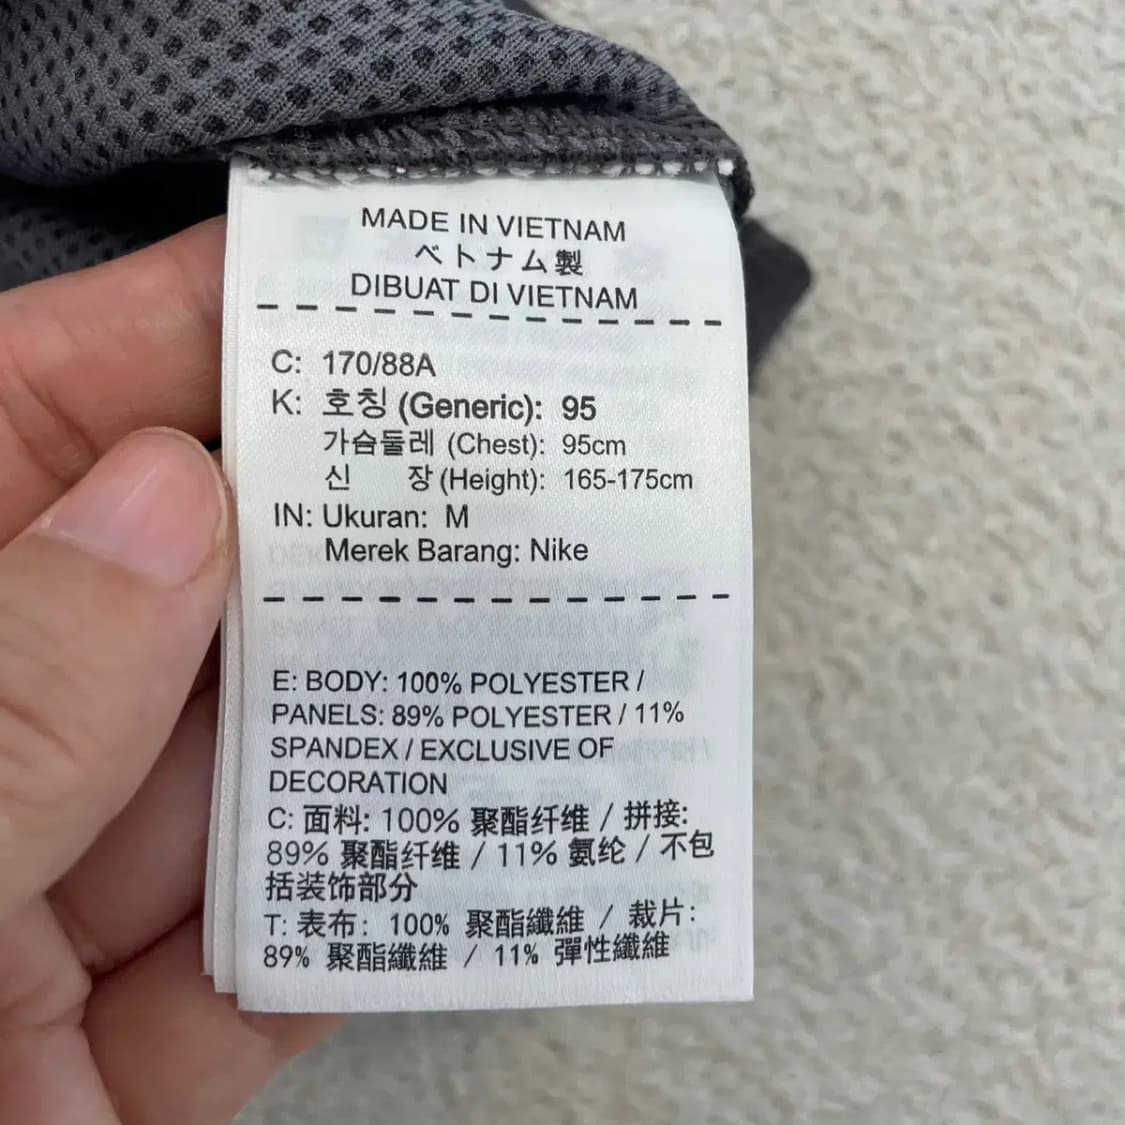 MADE IN VIETNAM
ベトナム製
DIBUAT DI VIETNAM
C: 170/88A
K: 호칭 (Generic): 95
가슴둘레 (Chest): 95cm
신 장 (Height): 165-175cm
IN: Ukuran: M
Merek Barang: Nike
E: BODY: 100% POLYESTER /
PANELS: 89% POLYESTER / 11%
SPANDEX / EXCLUSIVE OF
DECORATION
C: 面料: 100% 聚酯纤维 / 拼接:
89% 聚酯纤维 / 11% 氨纶 / 不包
括装饰部分
T: 表布: 100% 聚酯纖維 / 裁片:
89% 聚酯纖維 / 11% 彈性纖維